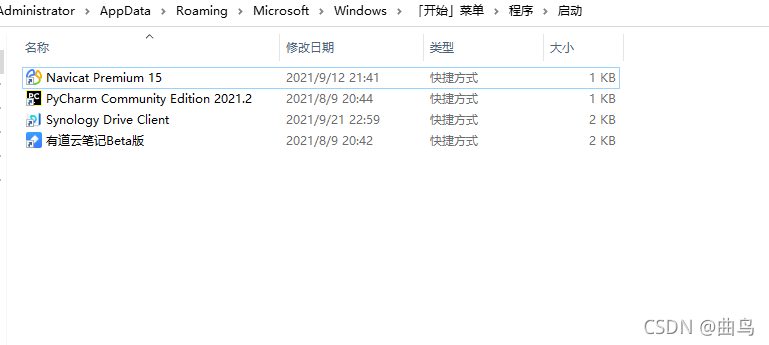 Administrator › AppData › Roaming › Microsoft › Windows › 「开始」菜单 › 程序 › 启动
名称 修改日期 类型 大小
Navicat Premium 15 2021/9/12 21:41 快捷方式 1 KB
PyCharm Community Edition 2021.2 2021/8/9 20:44 快捷方式 1 KB
Synology Drive Client 2021/9/21 22:59 快捷方式 2 KB
有道云笔记Beta版 2021/8/9 20:42 快捷方式 2 KB
CSDN @曲鸟